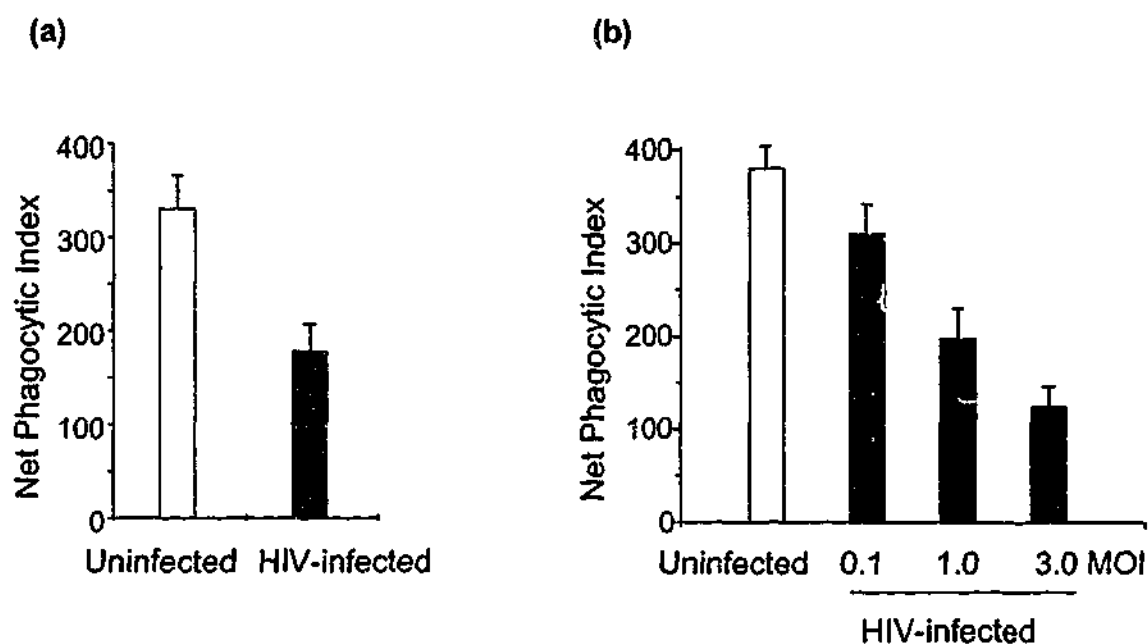 (a)
Net Phagocytic Index
400
300
200
100
0
Uninfected HIV-infected
(b)
Net Phagocytic Index
400
300
200
100
0
Uninfected 0.1 1.0 3.0 MOI
HIV-infected